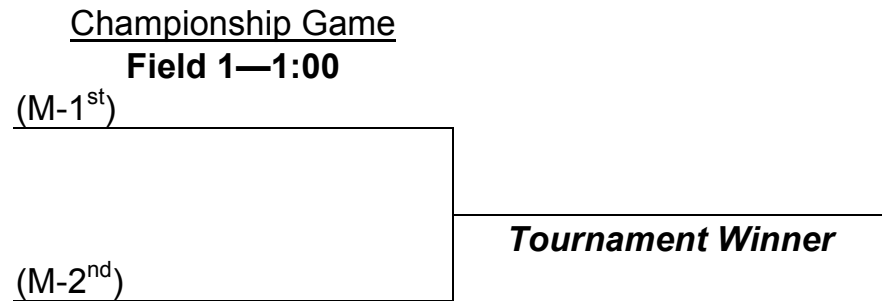 Championship Game
Field 1—1:00
(M-1st)
Tournament Winner
(M-2nd)